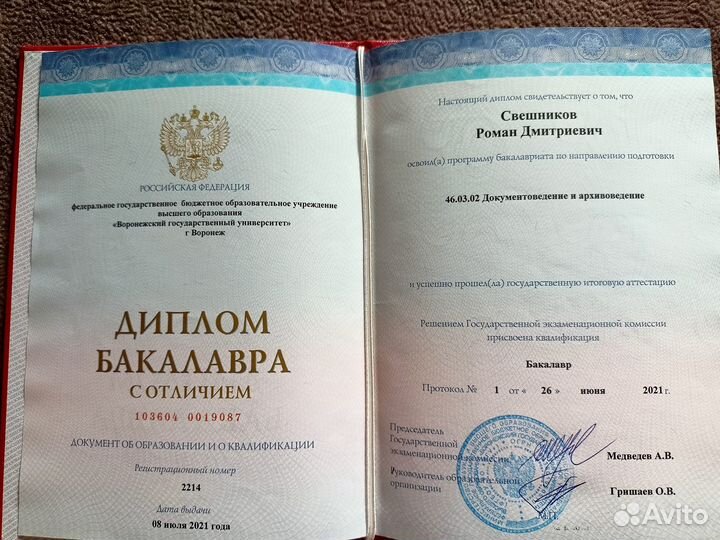 РОССИЙСКАЯ ФЕДЕРАЦИЯ
федеральное государственное бюджетное образовательное учреждение
высшего образования
«Воронежский государственный университет»
г Воронеж
ДИПЛОМ
БАКАЛАВРА
С ОТЛИЧИЕМ
103604 0019087
ДОКУМЕНТ ОБ ОБРАЗОВАНИИ И О КВАЛИФИКАЦИИ
Регистрационный номер
2214
Дата выдачи
08 июля 2021 года
Настоящий диплом свидетельствует о том, что
Свешников
Роман Дмитриевич
освоил(а) программу бакалавриата по направлению подготовки
46.03.02 Документоведение и архивоведение
и успешно прошел(ла) государственную итоговую аттестацию
Решением Государственной экзаменационной комиссии
присвоена квалификация
Бакалавр
Протокол № 1 от « 26 » июня 2021 г.
Председатель
Государственной
экзаменационной комиссии
Медведев А.В.
Руководитель образовательной
организации
Гришаев О.В.
М.П.
Avito